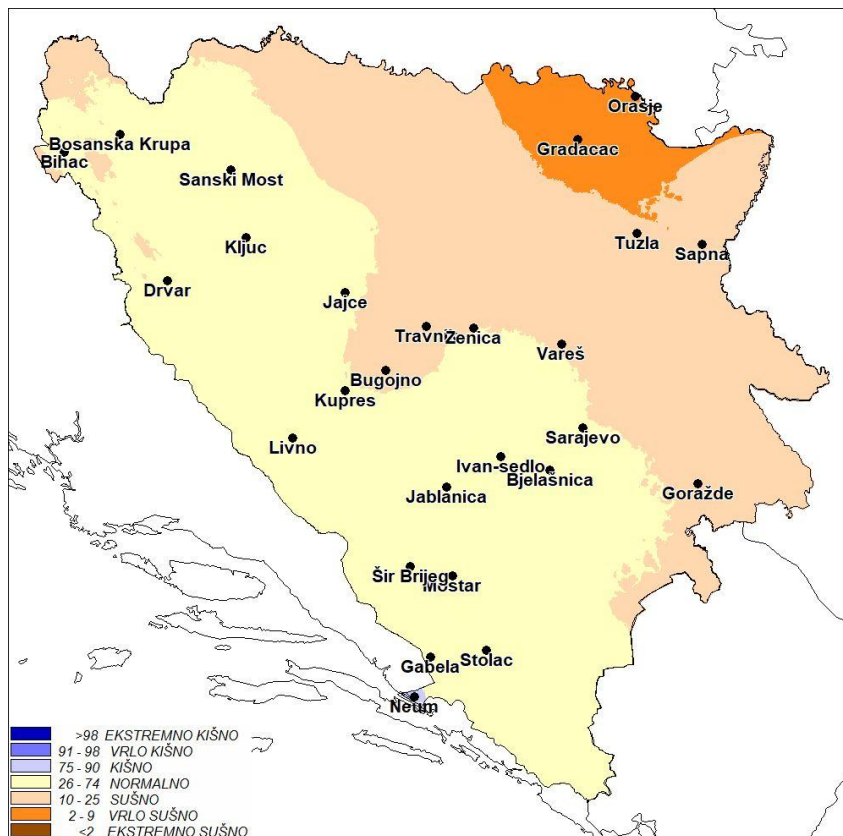 Orašje
Gradacac
Bosanska Krupa
Bihac
Sanski Most
Kljuc
Tuzla
Sapna
Drvar
Jajce
Travnik
Zenica
Vareš
Bugojno
Kupres
Livno
Sarajevo
Ivan-sedlo
Bjelašnica
Jablanica
Goražde
Šir Brijeg
Mostar
Gabela
Stolac
Neum
>98 EKSTREMNO KIŠNO
91 - 98 VRLO KIŠNO
75 - 90 KIŠNO
26 - 74 NORMALNO
10 - 25 SUŠNO
2 - 9 VRLO SUŠNO
<2 EKSTREMNO SUŠNO